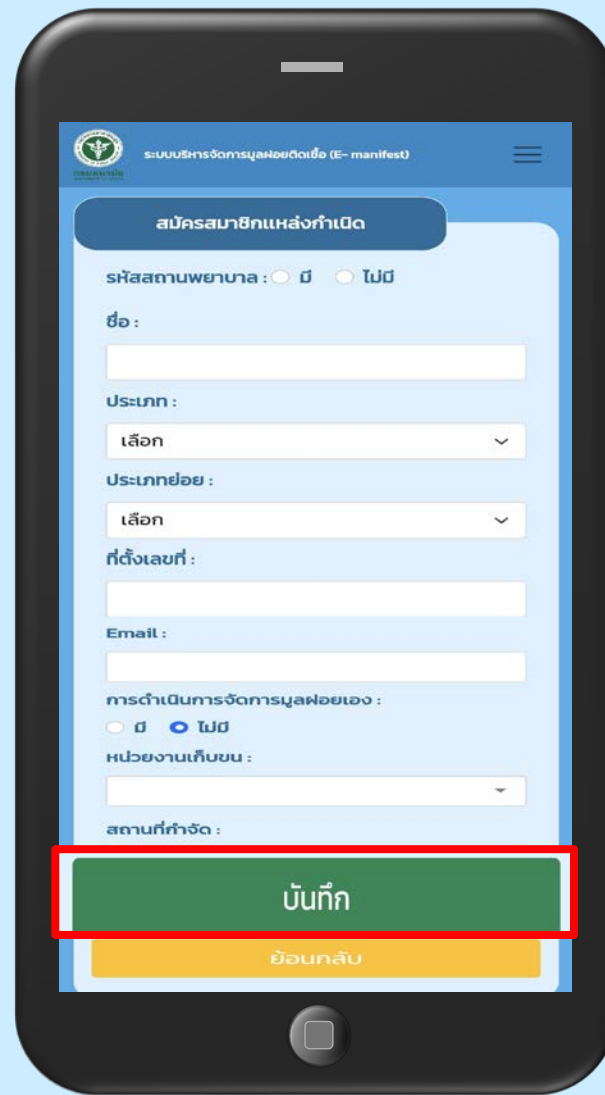 ระบบบริหารจัดการมูลฝอยติดเชื้อ (E- manifest)
กรมอนามัย
สมัครสมาชิกแหล่งกำเนิด
รหัสสถานพยาบาล : มี ไม่มี
ชื่อ :
ประเภท :
เลือก
ประเภทย่อย :
เลือก
ที่ตั้งเลขที่ :
Email :
การดำเนินการจัดการมูลฝอยเอง :
มี ไม่มี
หน่วยงานเก็บขน :
สถานที่กำจัด :
บันทึก
ย้อนกลับ